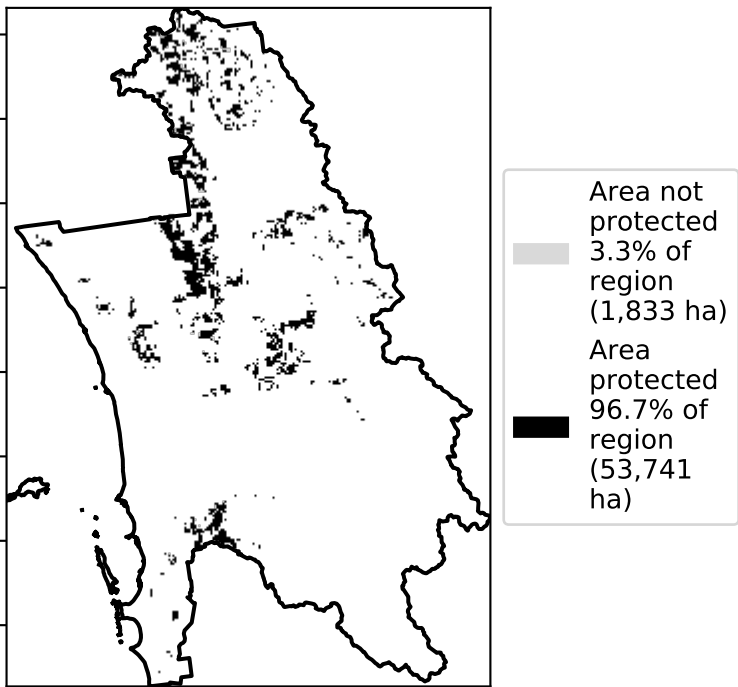 Area not
protected
3.3% of
region
(1,833 ha)
Area
protected
96.7% of
region
(53,741
ha)